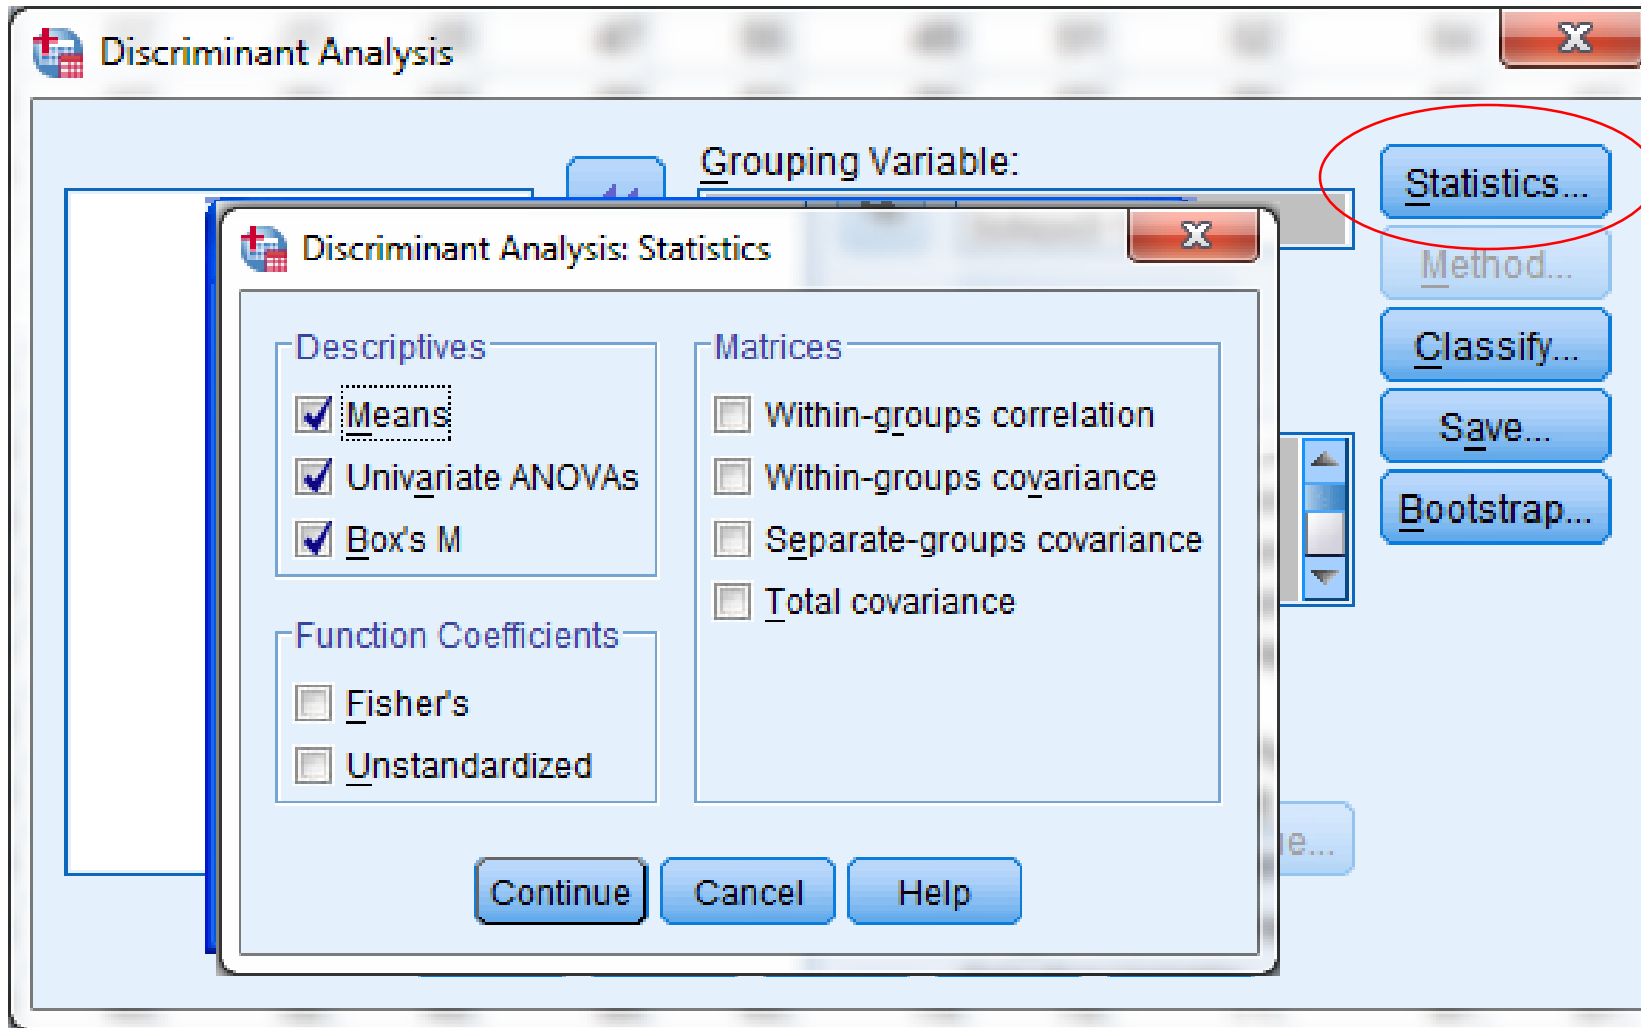 Discriminant Analysis
Grouping Variable:
Statistics...
Method...
Classify...
Save...
Bootstrap...
Discriminant Analysis: Statistics
Descriptives
Means
Univariate ANOVAs
Box's M
Function Coefficients
Fisher's
Unstandardized
Matrices
Within-groups correlation
Within-groups covariance
Separate-groups covariance
Total covariance
Continue Cancel Help